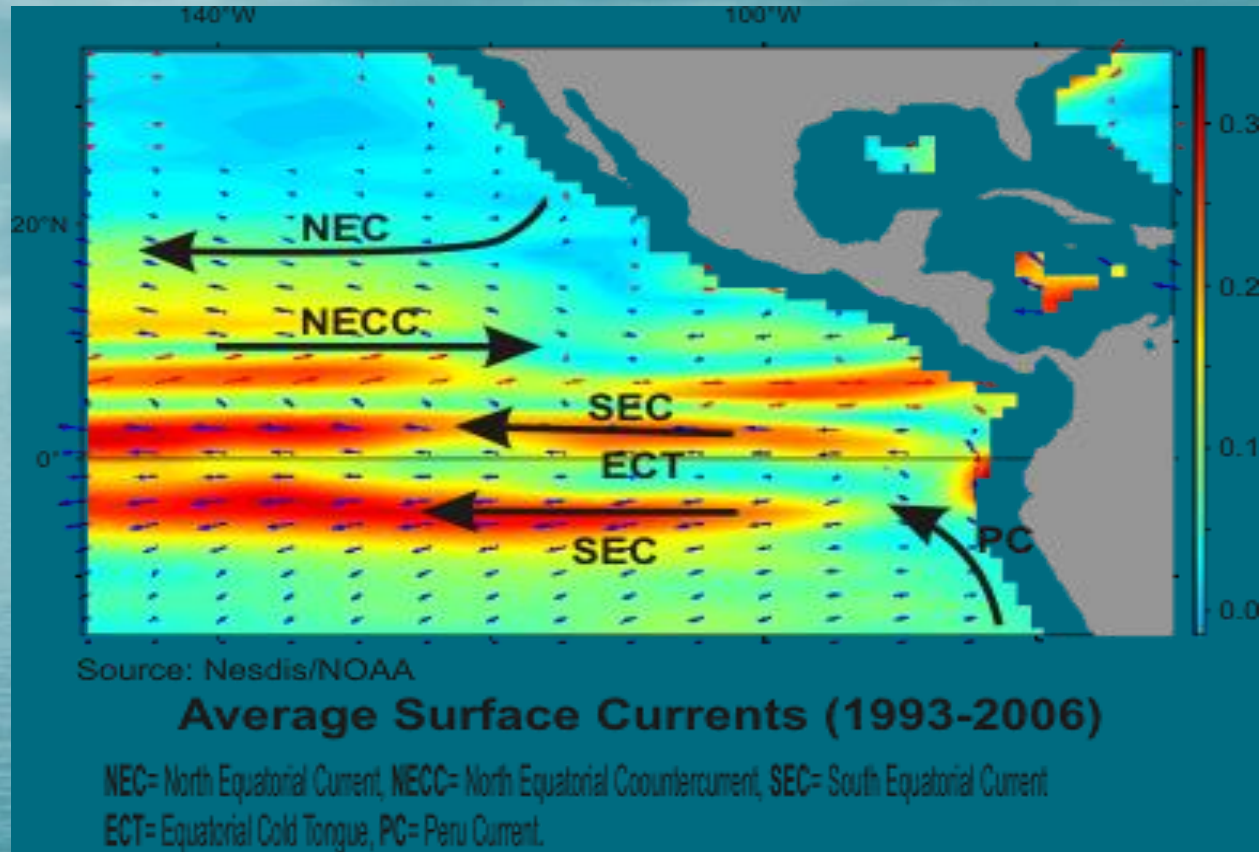 140°W 100°W
20°N
0°
NEC
NECC
SEC
ECT
SEC
PC
0.3
0.2
0.1
0.0
Source: Nesdis/NOAA
Average Surface Currents (1993-2006)
NEC= North Equatorial Current, NECC= North Equatorial Coountercurrent, SEC= South Equatorial Current
ECT= Equatorial Cold Tongue, PC= Peru Current.